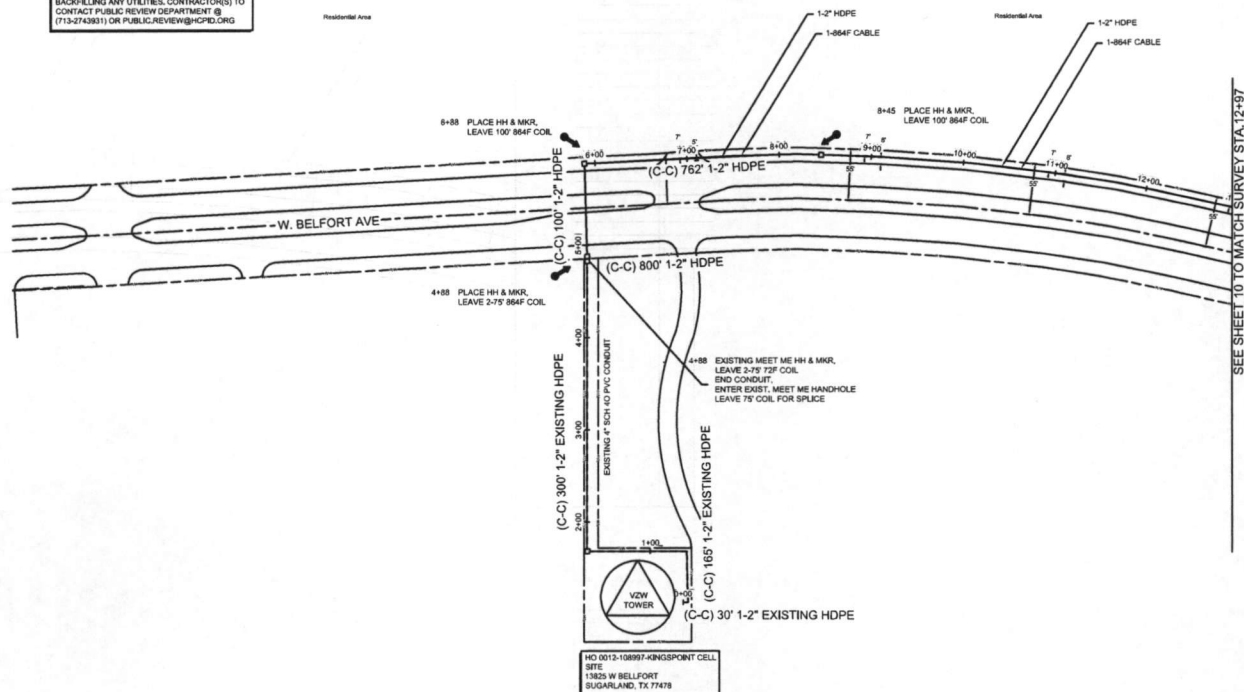 BACKFILLING ANY UTILITIES, CONTRACTOR(S) TO
CONTACT PUBLIC REVIEW DEPARTMENT @
(713-2743931) OR PUBLIC.REVIEW@HCPID.ORG
Residential Area
Residential Area
1-2" HDPE
1-864F CABLE
1-2" HDPE
1-864F CABLE
6+88 PLACE HH & MKR,
LEAVE 100' 864F COIL
8+45 PLACE HH & MKR,
LEAVE 100' 864F COIL
6+00
7'
7+00
5'
8+00
7'
9+00
6'
10+00
7'
11+00
6'
12+00
(C-C) 762' 1-2" HDPE
55'
55'
55'
(C-C) 100' 1-2" HDPE
W. BELFORT AVE
5+00
(C-C) 800' 1-2" HDPE
4+88 PLACE HH & MKR,
LEAVE 2-75' 864F COIL
4+00
4+88 EXISTING MEET ME HH & MKR,
LEAVE 2-75' 72F COIL
END CONDUIT,
ENTER EXIST. MEET ME HANDHOLE
LEAVE 75' COIL FOR SPLICE
(C-C) 300' 1-2" EXISTING HDPE
EXISTING 4" SCH 40 PVC CONDUIT
3+00
(C-C) 165' 1-2" EXISTING HDPE
2+00
1+00
0+00
VZW
TOWER
(C-C) 30' 1-2" EXISTING HDPE
HO 0012-108997-KINGSPOINT CELL
SITE
13825 W BELLFORT
SUGARLAND, TX 77478
SEE SHEET 10 TO MATCH SURVEY STA.12+97